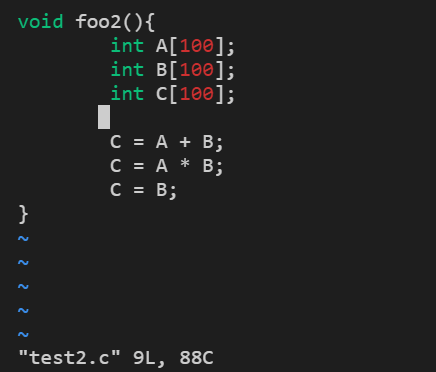 void foo2(){
int A[100];
int B[100];
int C[100];
C = A + B;
C = A * B;
C = B;
}
~
~
~
~
~
"test2.c" 9L, 88C